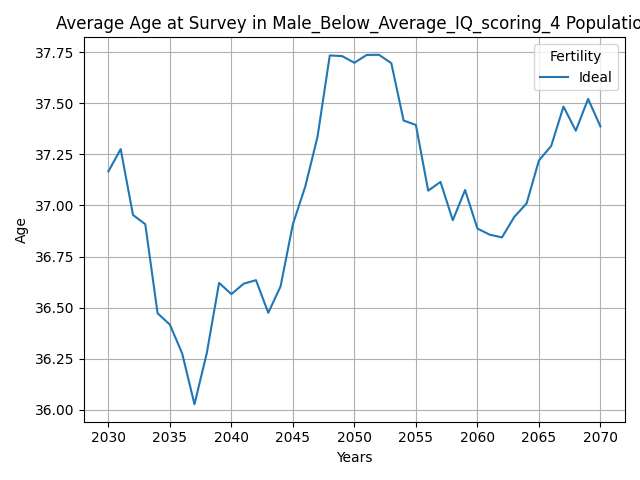 Average Age at Survey in Male_Below_Average_IQ_scoring_4 Populatio
Fertility
Ideal
37.75
37.50
37.25
37.00
36.75
36.50
36.25
36.00
Age
2030 2035 2040 2045 2050 2055 2060 2065 2070
Years